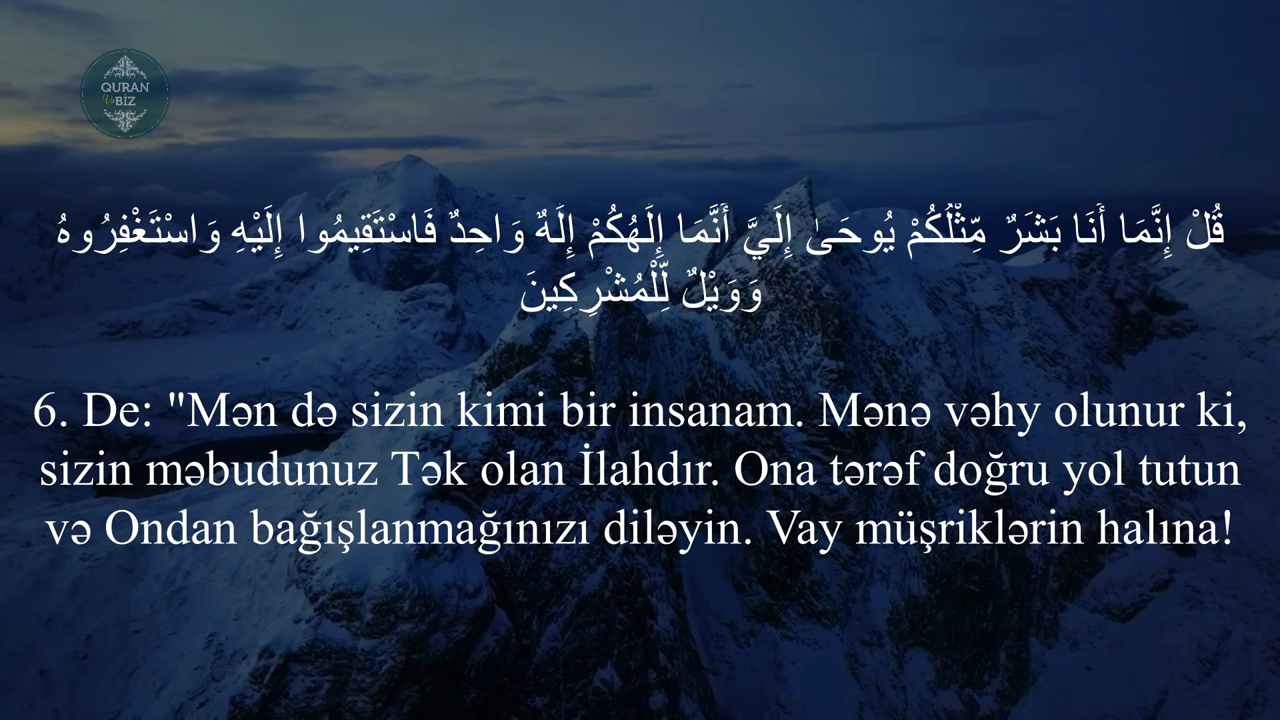 QURAN
Və BİZ
قُلْ إِنَّمَا أَنَا بَشَرٌ مِّثْلُكُمْ يُوحَىٰ إِلَيَّ أَنَّمَا إِلَهُكُمْ إِلَهٌ وَاحِدٌ فَاسْتَقِيمُوا إِلَيْهِ وَاسْتَغْفِرُوهُ
وَوَيْلٌ لِّلْمُشْرِكِينَ
6. De: "Mən də sizin kimi bir insanam. Mənə vəhy olunur ki,
sizin məbudunuz Tək olan İlahdır. Ona tərəf doğru yol tutun
və Ondan bağışlanmağınızı diləyin. Vay müşriklərin halına!